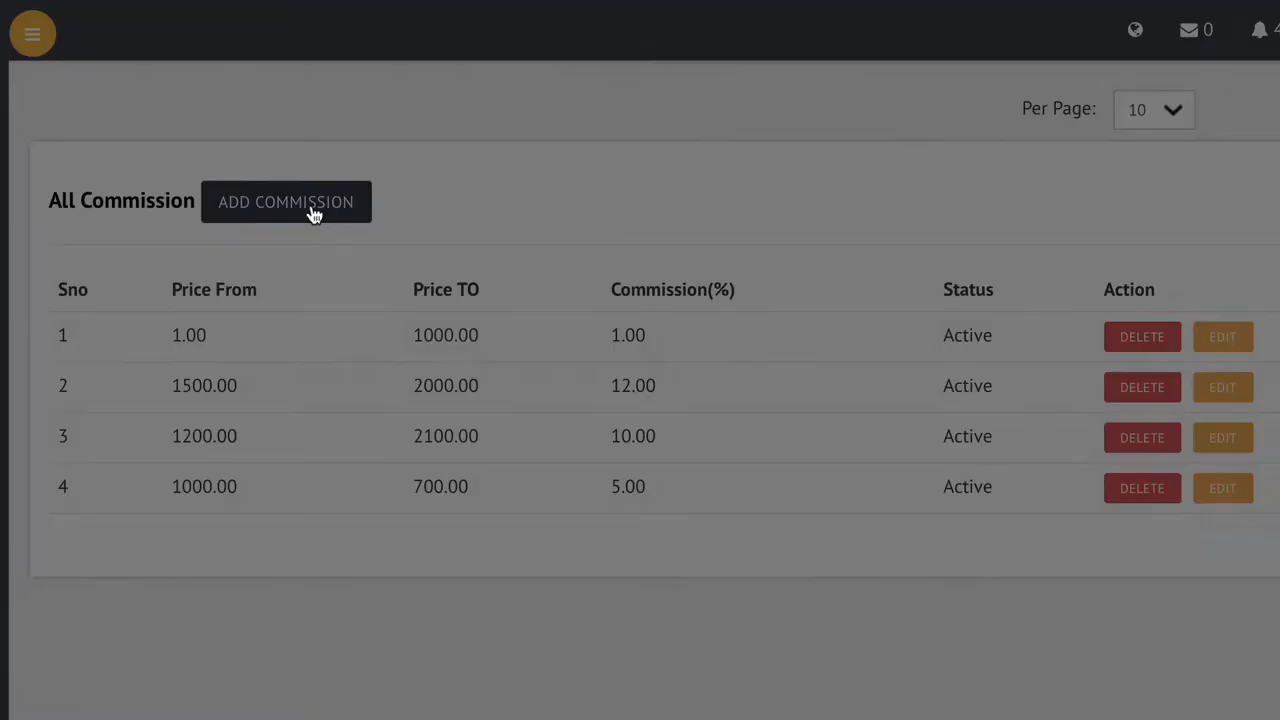 0 4
Per Page: 10
All Commission ADD COMMISSION
Sno Price From Price TO Commission(%) Status Action
1 1.00 1000.00 1.00 Active DELETE EDIT
2 1500.00 2000.00 12.00 Active DELETE EDIT
3 1200.00 2100.00 10.00 Active DELETE EDIT
4 1000.00 700.00 5.00 Active DELETE EDIT